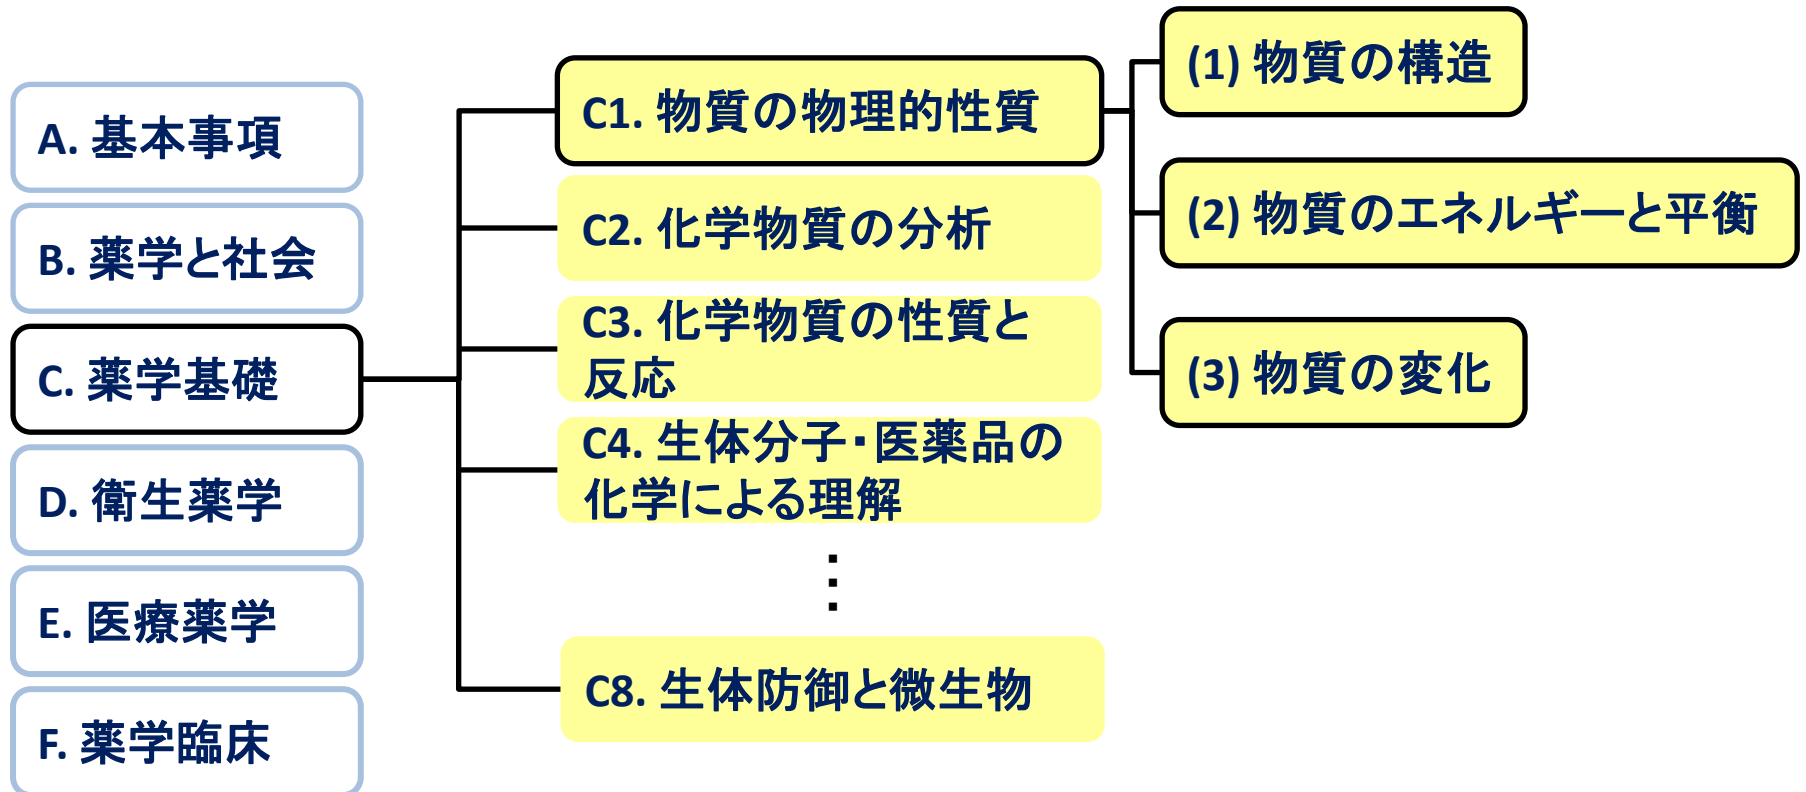 A. 基本事項
B. 薬学と社会
C. 薬学基礎
D. 衛生薬学
E. 医療薬学
F. 薬学臨床
C1. 物質の物理的性質
C2. 化学物質の分析
C3. 化学物質の性質と
反応
C4. 生体分子・医薬品の
化学による理解
C8. 生体防御と微生物
(1) 物質の構造
(2) 物質のエネルギーと平衡
(3) 物質の変化